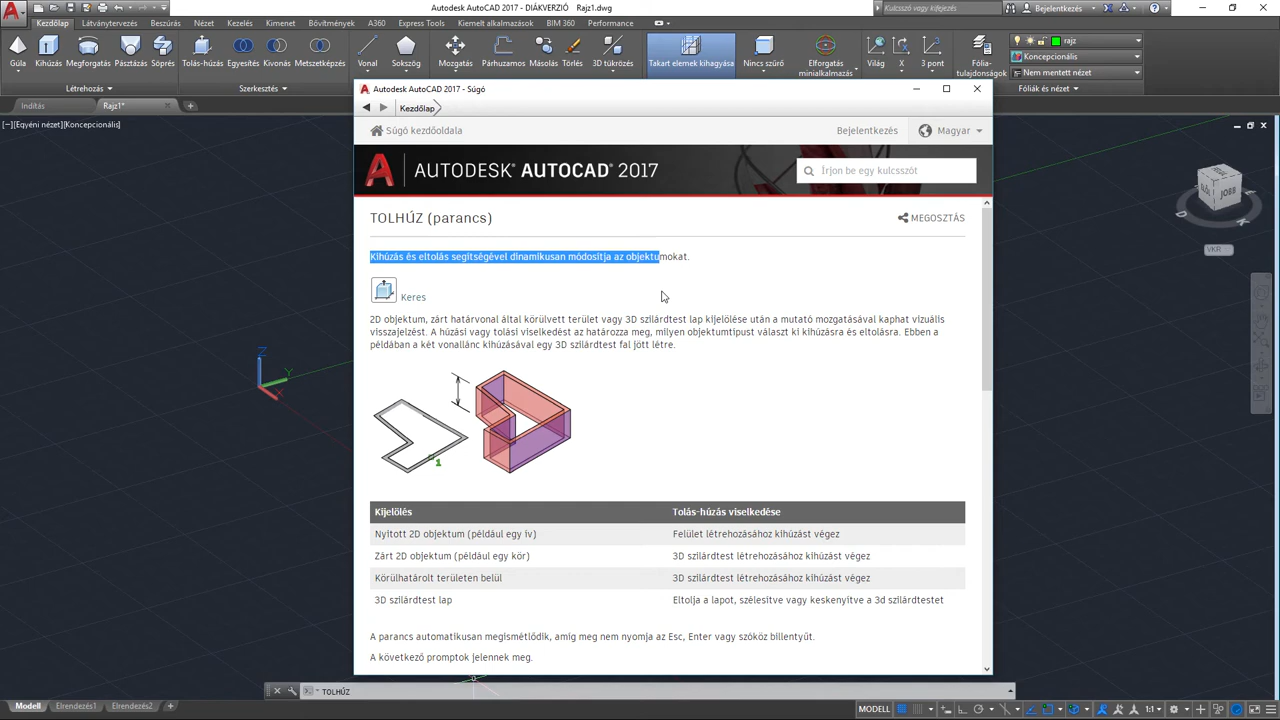 Autodesk AutoCAD 2017 - DIÁKVERZIÓ Rajz1.dwg
Kulcsszó vagy kifejezés
Bejelentkezés
Kezdőlap Látványtervezés Beszúrás Nézet Kezelés Kimenet Bővítmények A360 Express Tools Kiemelt alkalmazások BIM 360 Performance
Gúla Kihúzás Megforgatás Pásztázás Söprés Tolás-húzás Egyesítés Kivonás Metszetképzés Vonal Sokszög Mozgatás Párhuzamos Másolás Törlés 3D tükrözés Takart elemek kihagyása Nincs szűrő Elforgatás minialkalmazás Világ X 3 pont Fólia-tulajdonságok
rajz
Konceptuális
Nem mentett nézet
Létrehozás
Szerkesztés
Fóliák és nézet
Indítás Rajz1*
[−][Egyéni nézet][Koncepcionális]
Autodesk AutoCAD 2017 - Súgó
Kezdőlap
Súgó kezdőoldala
Bejelentkezés
Magyar
AUTODESK® AUTOCAD® 2017
Írjon be egy kulcsszót
TOLHÚZ (parancs)
MEGOSZTÁS
Kihúzás és eltolás segítségével dinamikusan módosítja az objektumokat.
Keres
2D objektum, zárt határvonal által körülvett terület vagy 3D szilárdtest lap kijelölése után a mutató mozgatásával kaphat vizuális
visszajelzést. A húzási vagy tolási viselkedést az határozza meg, milyen objektumtípust választ ki kihúzásra és eltolásra. Ebben a
példában a két vonallánc kihúzásával egy 3D szilárdtest fal jött létre.
1
Kijelölés Tolás-húzás viselkedése
Nyitott 2D objektum (például egy ív) Felület létrehozásához kihúzást végez
Zárt 2D objektum (például egy kör) 3D szilárdtest létrehozásához kihúzást végez
Körülhatárolt területen belül 3D szilárdtest létrehozásához kihúzást végez
3D szilárdtest lap Eltolja a lapot, szélesítve vagy keskenyítve a 3d szilárdtestet
A parancs automatikusan megismétlődik, amíg meg nem nyomja az Esc, Enter vagy szóköz billentyűt.
A következő promptok jelennek meg.
Z
Y
X
JOBB
D
K
VKR
TOLHÚZ
Modell Elrendezés1 Elrendezés2
MODELL
1:1